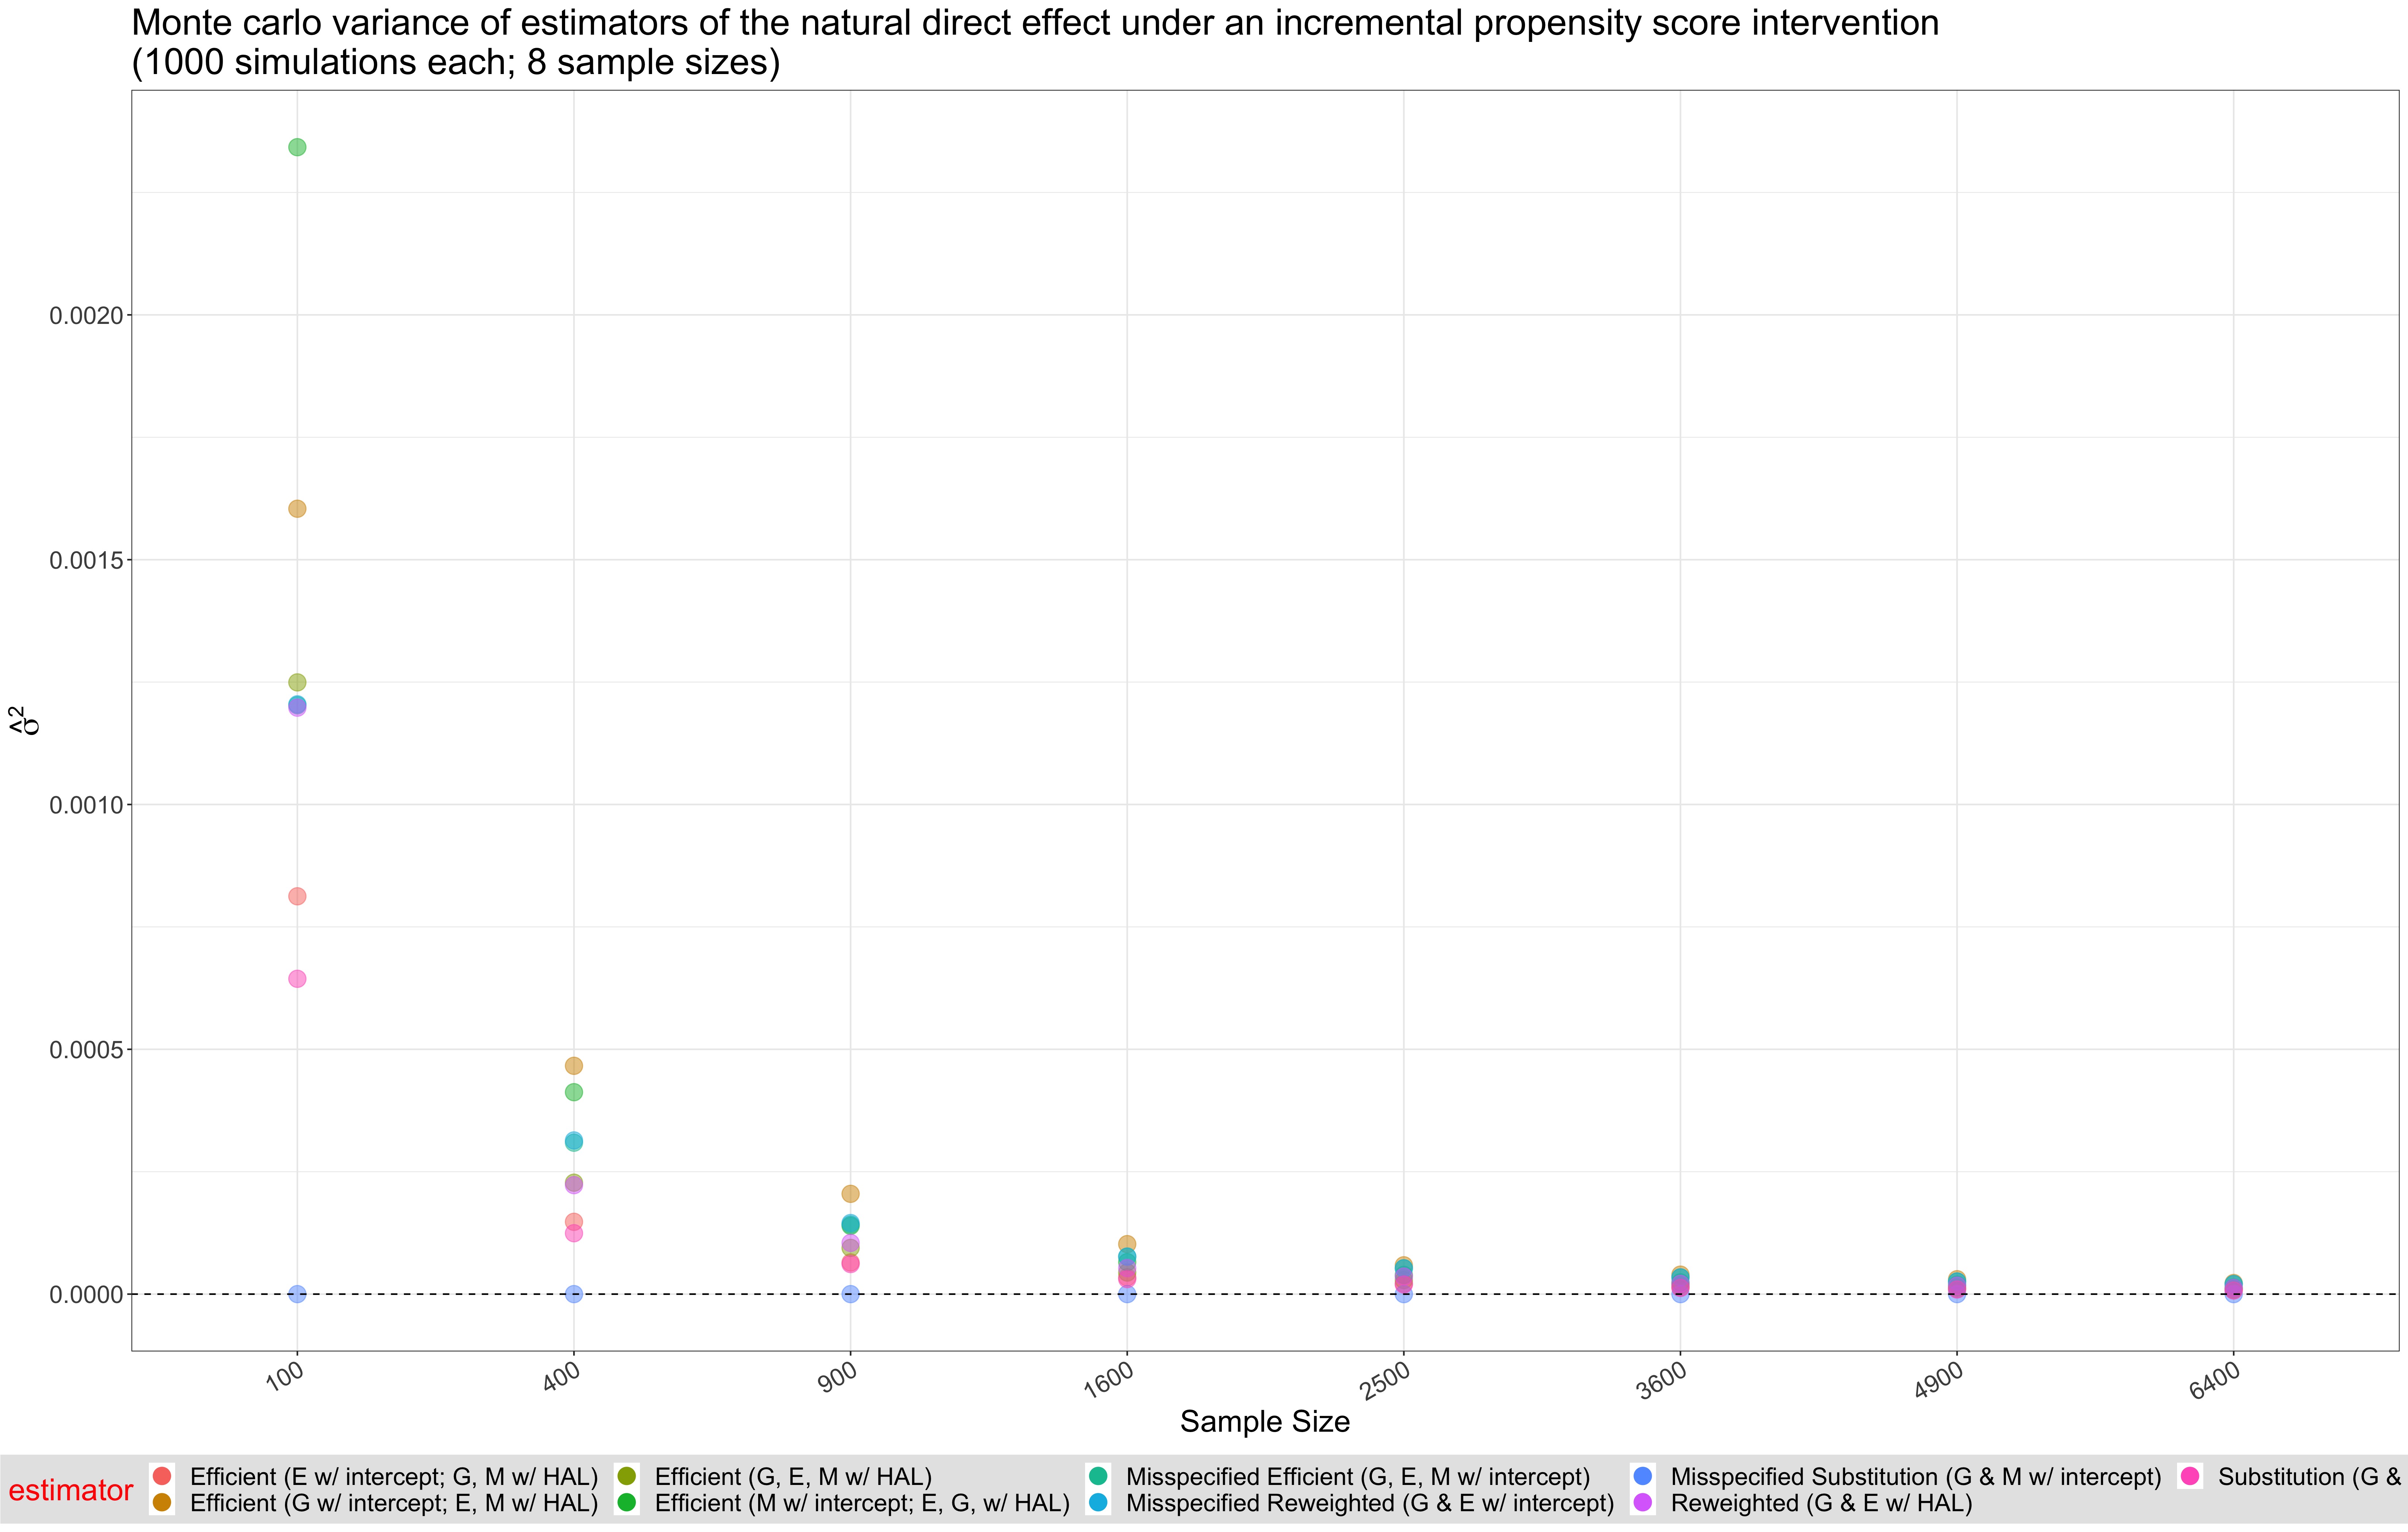 Monte carlo variance of estimators of the natural direct effect under an incremental propensity score intervention
(1000 simulations each; 8 sample sizes)
0.0020
0.0015
0.0010
0.0005
0.0000
σ̂²
100 400 900 1600 2500 3600 4900 6400
Sample Size
estimator
Efficient (E w/ intercept; G, M w/ HAL)
Efficient (G w/ intercept; E, M w/ HAL)
Efficient (G, E, M w/ HAL)
Efficient (M w/ intercept; E, G, w/ HAL)
Misspecified Efficient (G, E, M w/ intercept)
Misspecified Reweighted (G & E w/ intercept)
Misspecified Substitution (G & M w/ intercept)
Reweighted (G & E w/ HAL)
Substitution (G &